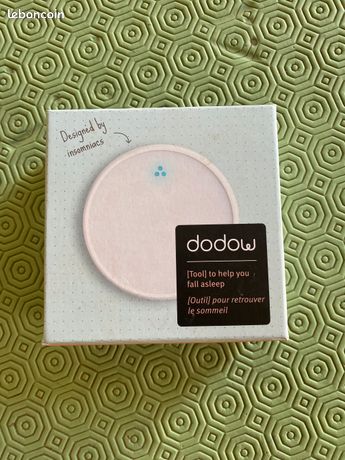 leboncoin
Designed by
insomniacs
dodow
[Tool] to help you
fall asleep
[Outil] pour retrouver
le sommeil